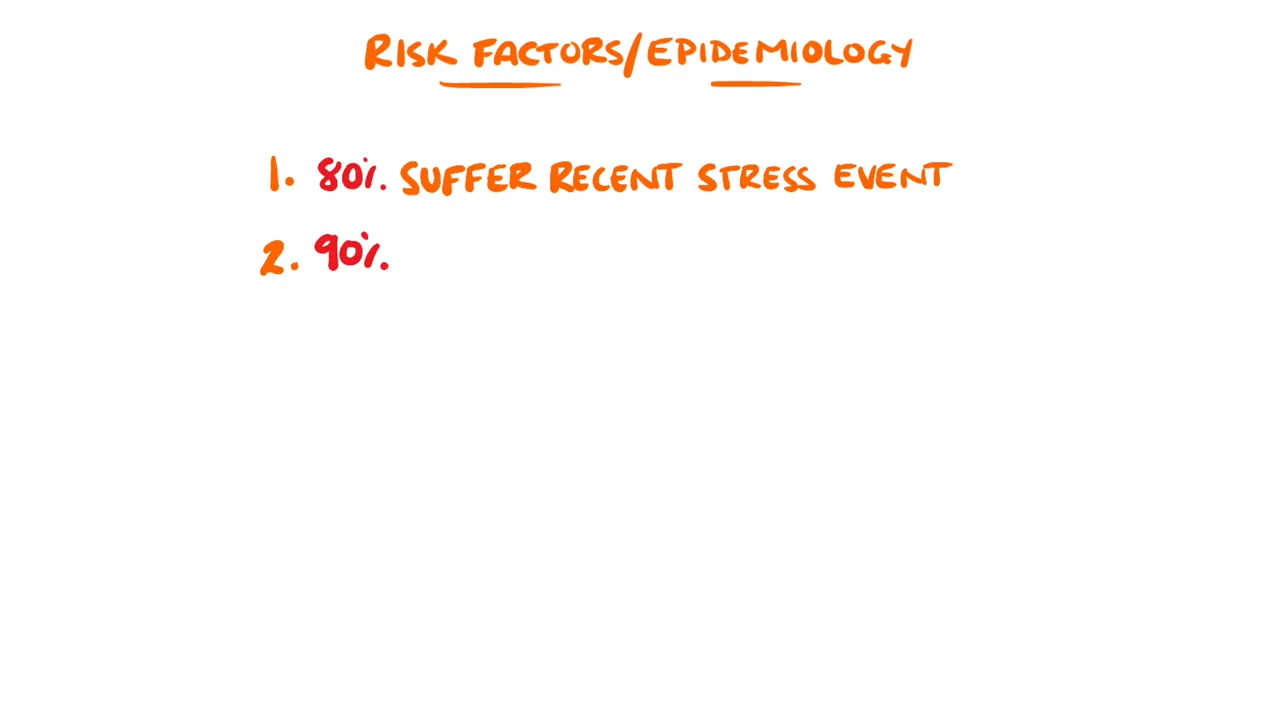 RISK FACTORS/EPIDEMIOLOGY
1. 80%. SUFFER RECENT STRESS EVENT
2. 90%.